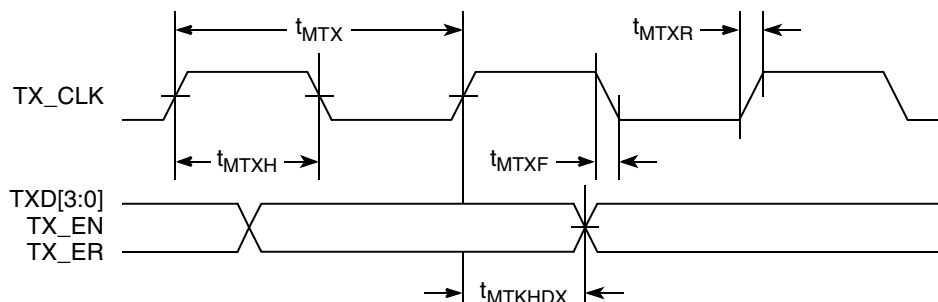 tMTX
tMTXR
TX_CLK
tMTXH
tMTXF
TXD[3:0]
TX_EN
TX_ER
tMTKHDX